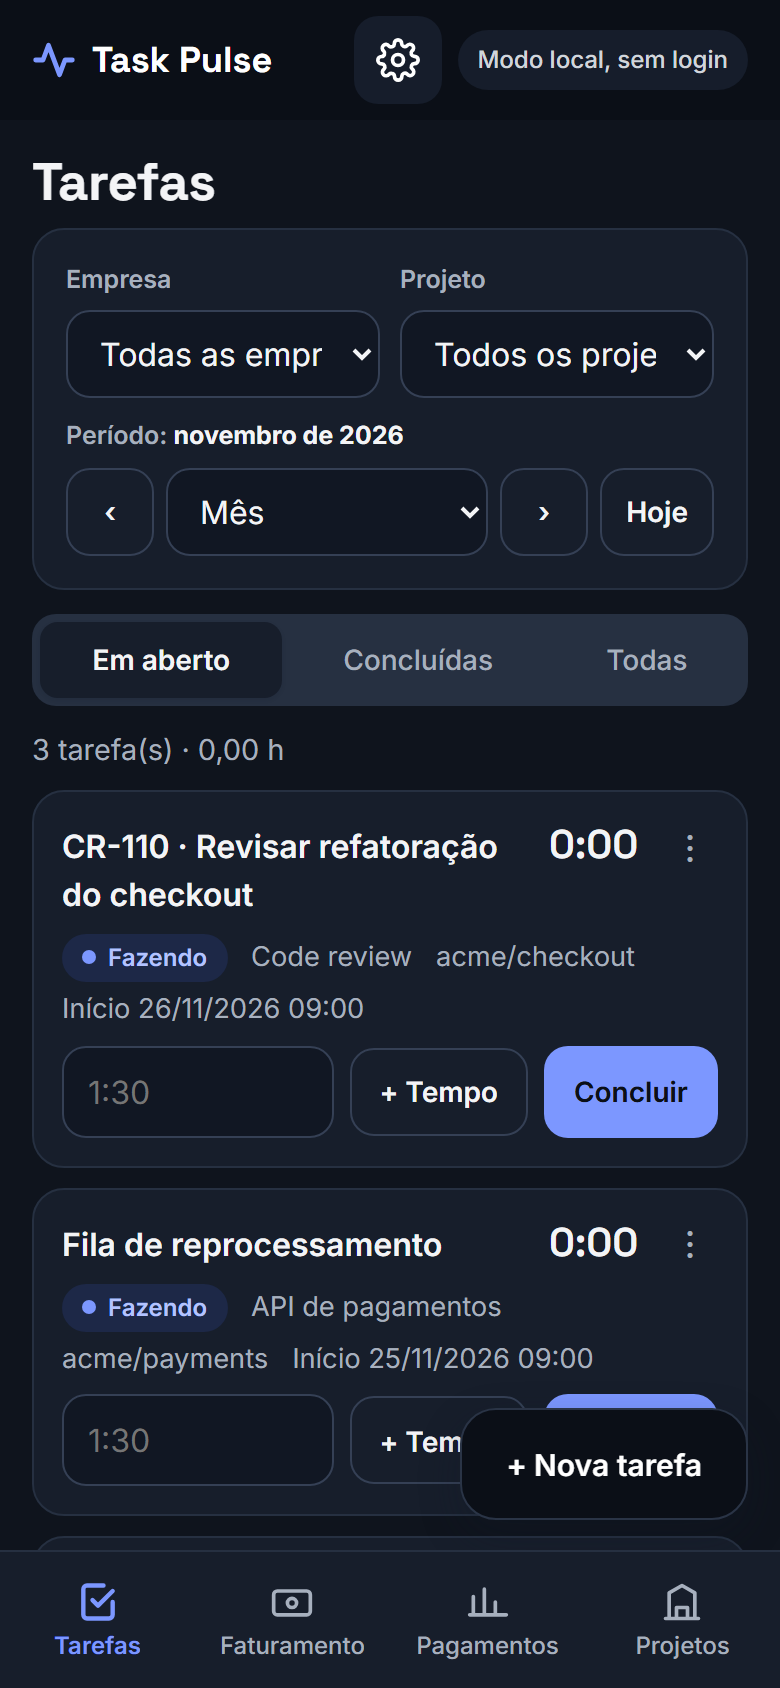 Task Pulse
Modo local, sem login
Tarefas
Empresa
Projeto
Todas as empr
Todos os proje
Período: novembro de 2026
‹
Mês
›
Hoje
Em aberto
Concluídas
Todas
3 tarefa(s) · 0,00 h
CR-110 · Revisar refatoração
do checkout
0:00
Fazendo
Code review
acme/checkout
Início 26/11/2026 09:00
1:30
+ Tempo
Concluir
Fila de reprocessamento
0:00
Fazendo
API de pagamentos
acme/payments
Início 25/11/2026 09:00
1:30
+ Tem
+ Nova tarefa
Tarefas
Faturamento
Pagamentos
Projetos